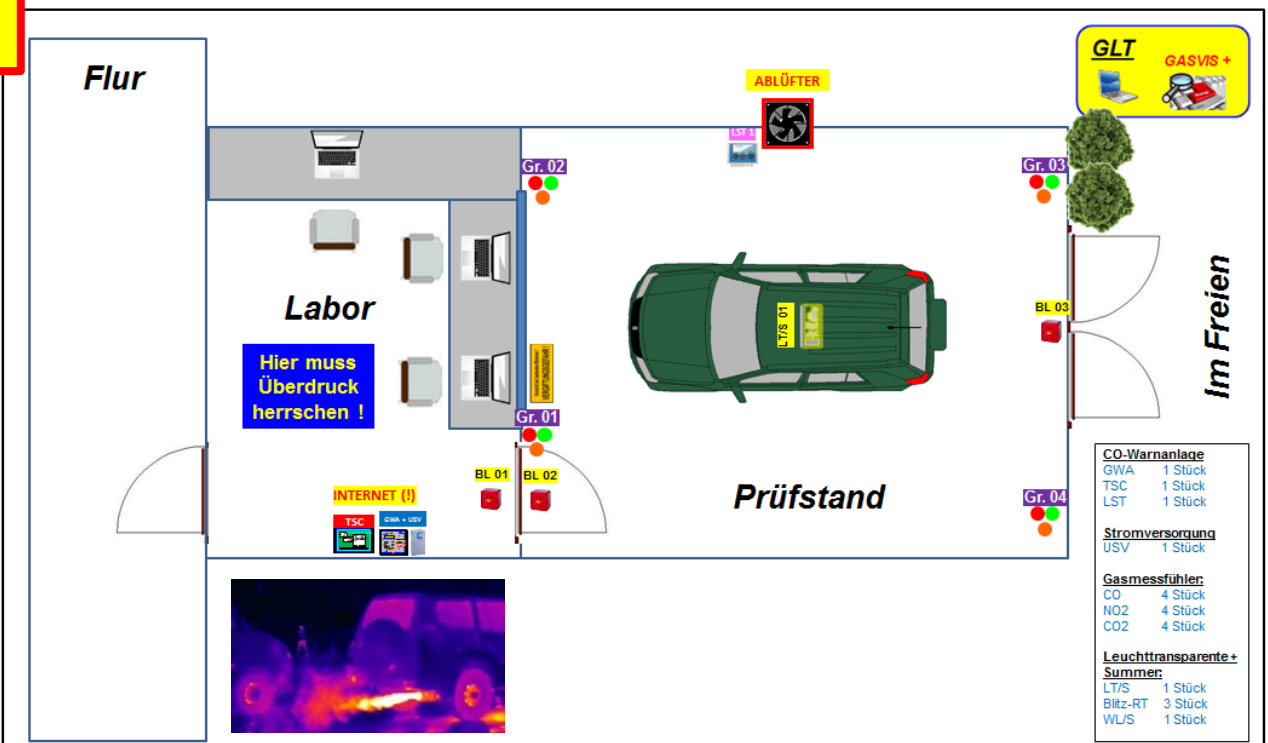 Flur
GLT
GASVIS +
ABLÜFTER
LST 1
Gr. 02
Gr. 03
Labor
LT/S 01
BL 03
Im Freien
Hier muss
Überdruck
herrschen !
VERGIFTUNGSGEFAHR!
Gr. 01
BL 01
BL 02
INTERNET (!)
TSC
GWA + USV
Prüfstand
Gr. 04
CO-Warnanlage
GWA 1 Stück
TSC 1 Stück
LST 1 Stück
Stromversorgung
USV 1 Stück
Gasmessfühler:
CO 4 Stück
NO2 4 Stück
CO2 4 Stück
Leuchttransparente +
Summer:
LT/S 1 Stück
Blitz-RT 3 Stück
WL/S 1 Stück